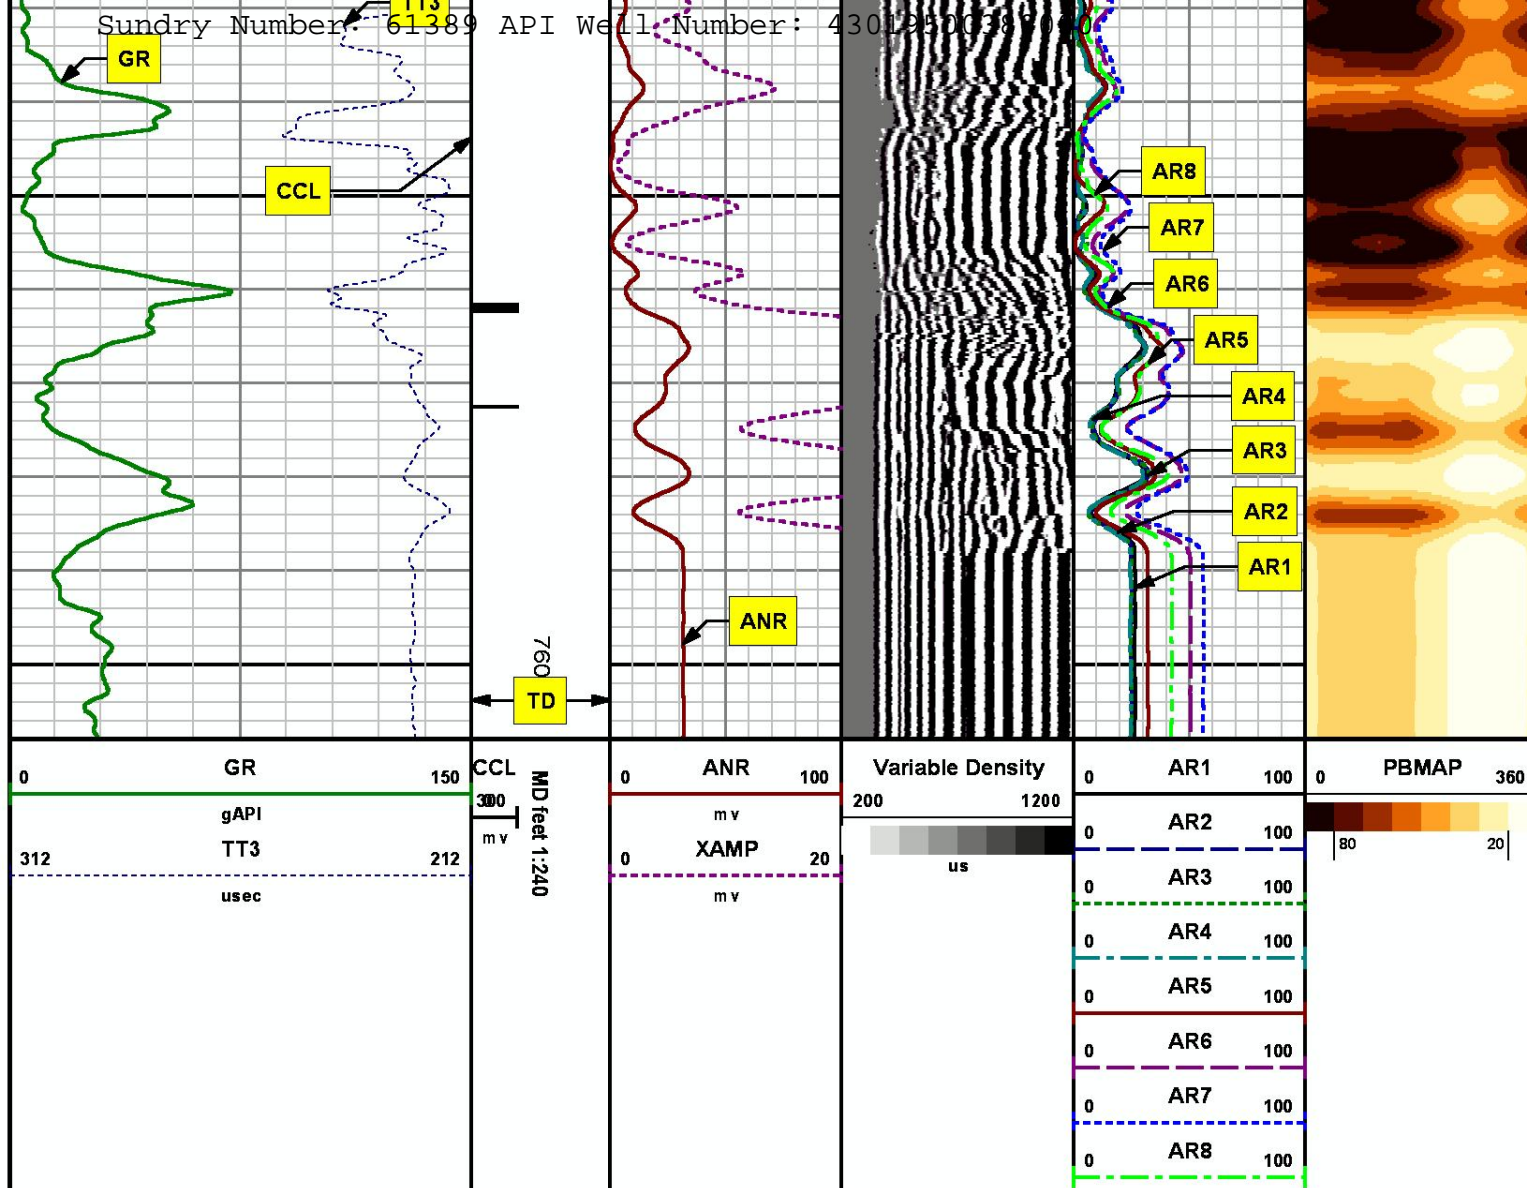 TT3
Sundry Number: 61389 API Well Number:
GR
CCL
AR8
AR7
AR6
AR5
AR4
AR3
AR2
AR1
ANR
760
TD
GR
0 150
gAPI
TT3
312 212
usec
CCL
mv
MD feet 1:240
ANR
0 100
mv
XAMP
0 20
mv
Variable Density
200 1200
us
AR1
0 100
AR2
0 100
AR3
0 100
AR4
0 100
AR5
0 100
AR6
0 100
AR7
0 100
AR8
0 100
PBMAP
0 360
80 20